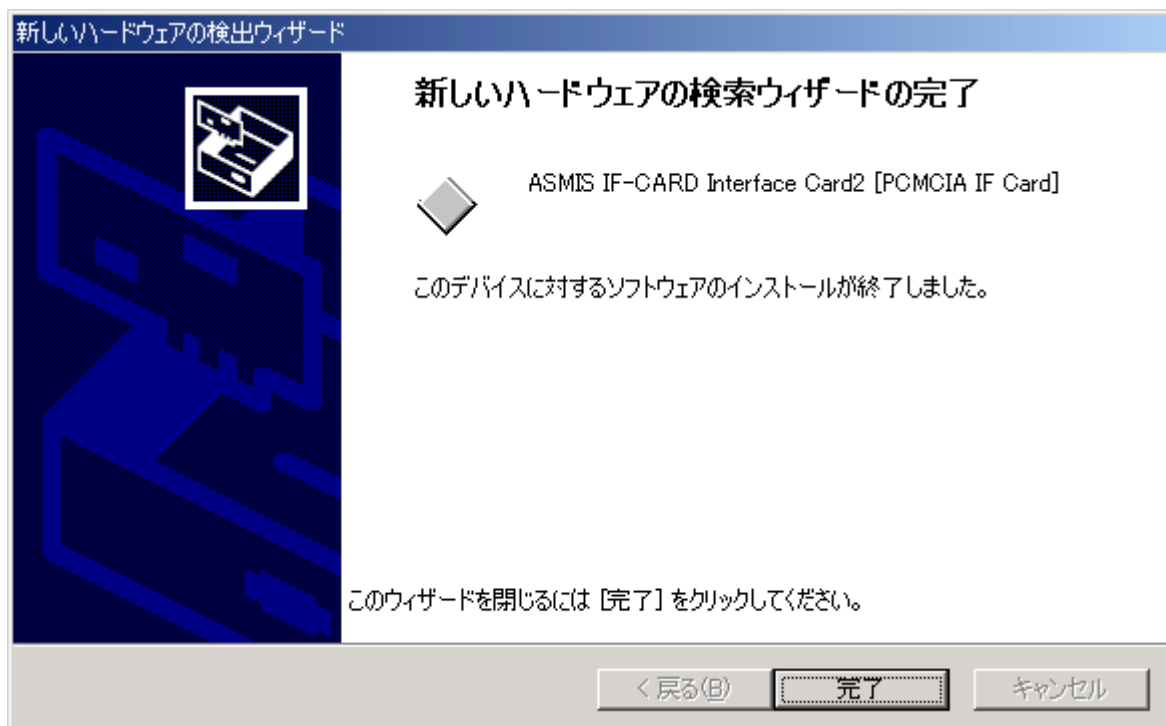 新しいハードウェアの検出ウィザード
新しいハードウェアの検索ウィザードの完了
ASMIS IF-CARD Interface Card2 [PCMCIA IF Card]
このデバイスに対するソフトウェアのインストールが終了しました。
このウィザードを閉じるには [完了] をクリックしてください。
< 戻る(B) 完了 キャンセル